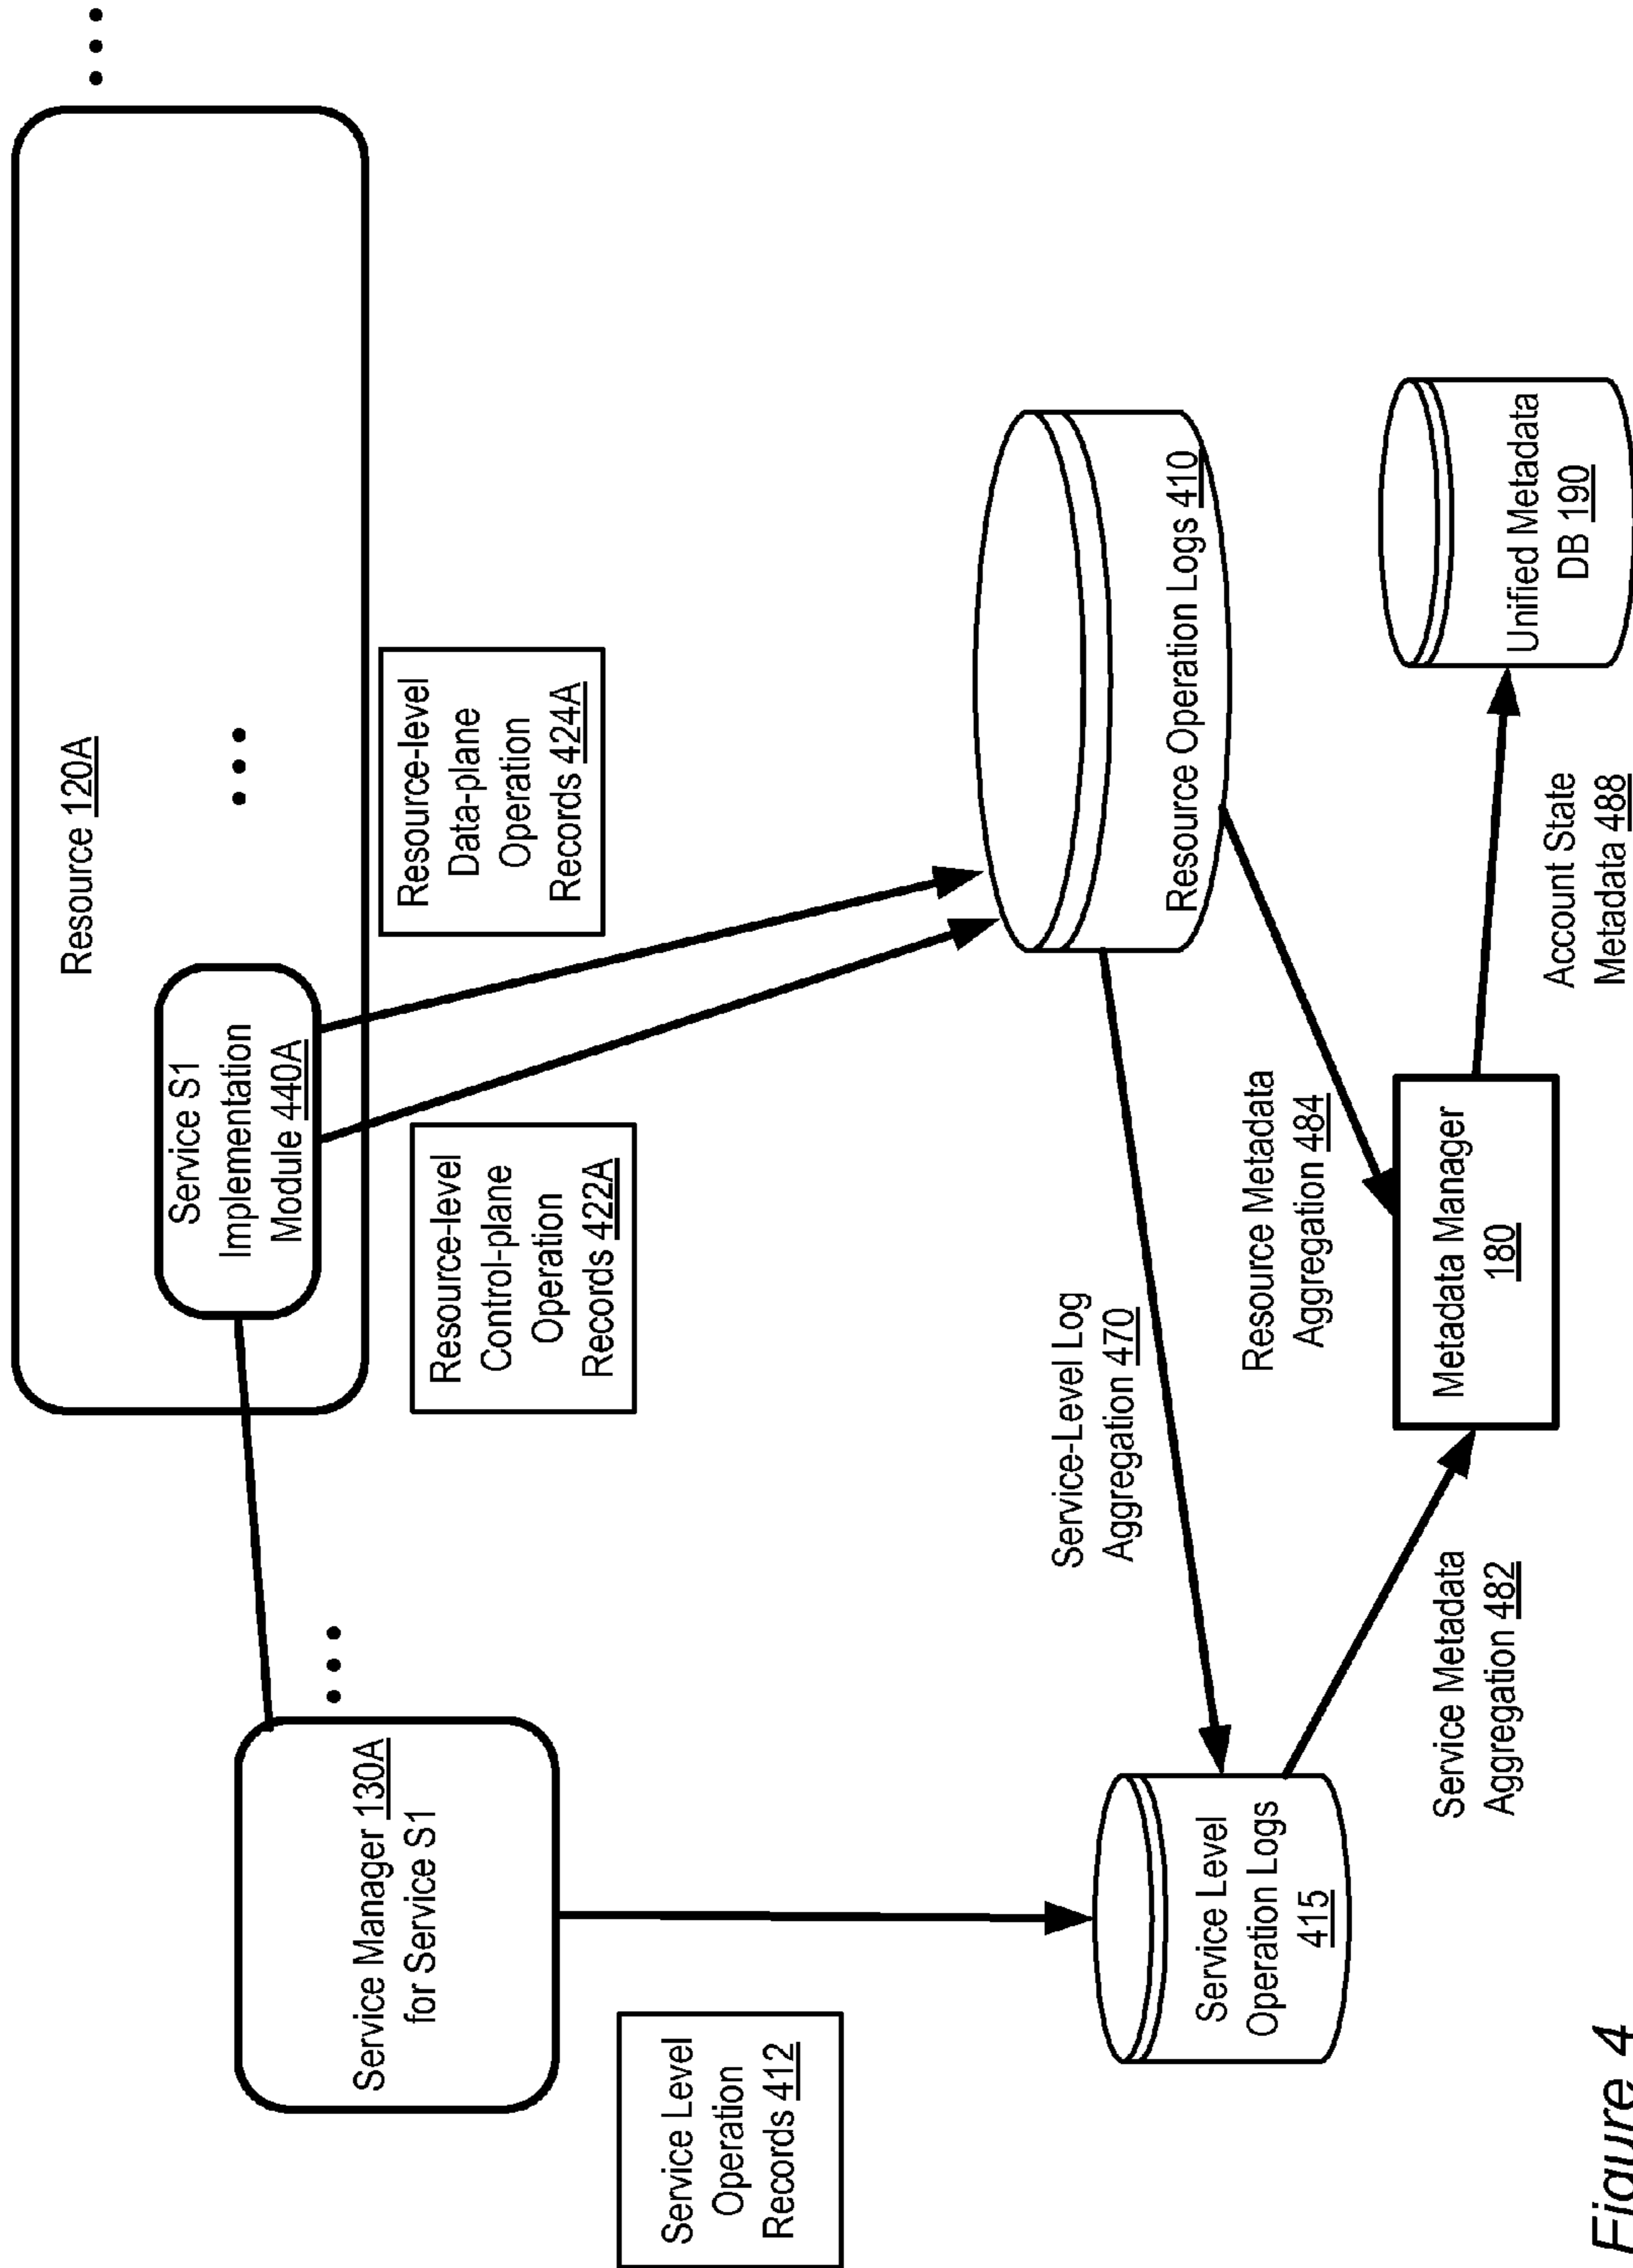 Resource 120A
Service S1
Implementation
Module 440A
Service Manager 130A
for Service S1
Resource-level
Control-plane
Operation
Records 422A
Resource-level
Data-plane
Operation
Records 424A
Service Level
Operation
Records 412
Resource Operation Logs 410
Service-Level Log
Aggregation 470
Service Level
Operation Logs
415
Resource Metadata
Aggregation 484
Service Metadata
Aggregation 482
Metadata Manager
180
Account State
Metadata 488
Unified Metadata
DB 190
Figure 4